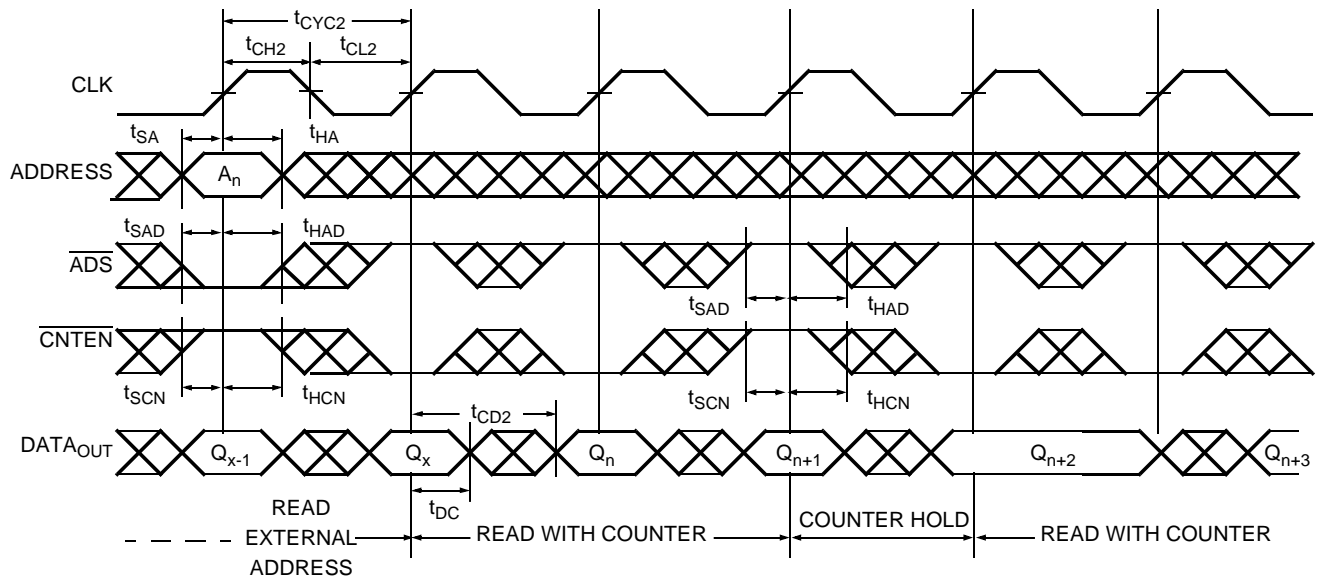 tCYC2
tCH2 tCL2
CLK
tSA tHA
ADDRESS An
tSAD tHAD
ADS
tSAD tHAD
CNTEN
tSCN tHCN tSCN tHCN
tCD2
DATAOUT Qx-1 Qx Qn Qn+1 Qn+2 Qn+3
tDC
READ
EXTERNAL
ADDRESS
READ WITH COUNTER
COUNTER HOLD
READ WITH COUNTER